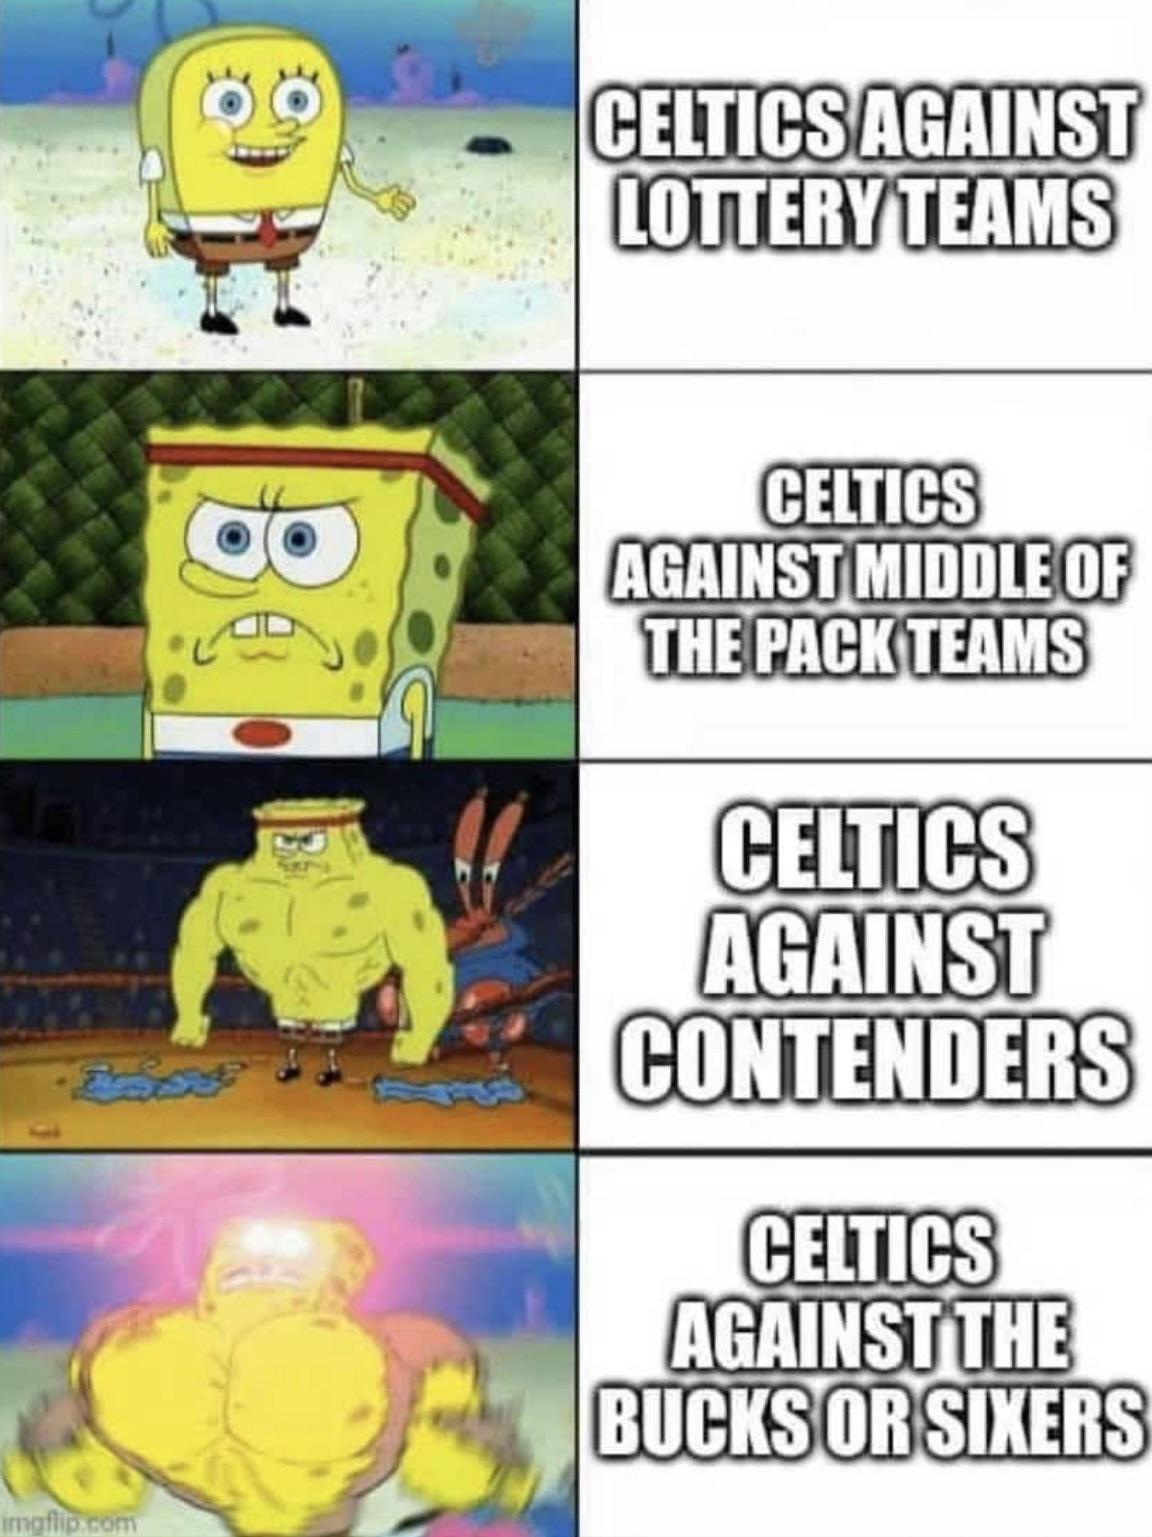 CELTICS AGAINST
LOTTERY TEAMS
CELTICS
AGAINST MIDDLE OF
THE PACK TEAMS
CELTICS
AGAINST
CONTENDERS
CELTICS
AGAINST THE
BUCKS OR SIXERS
imgflip.com